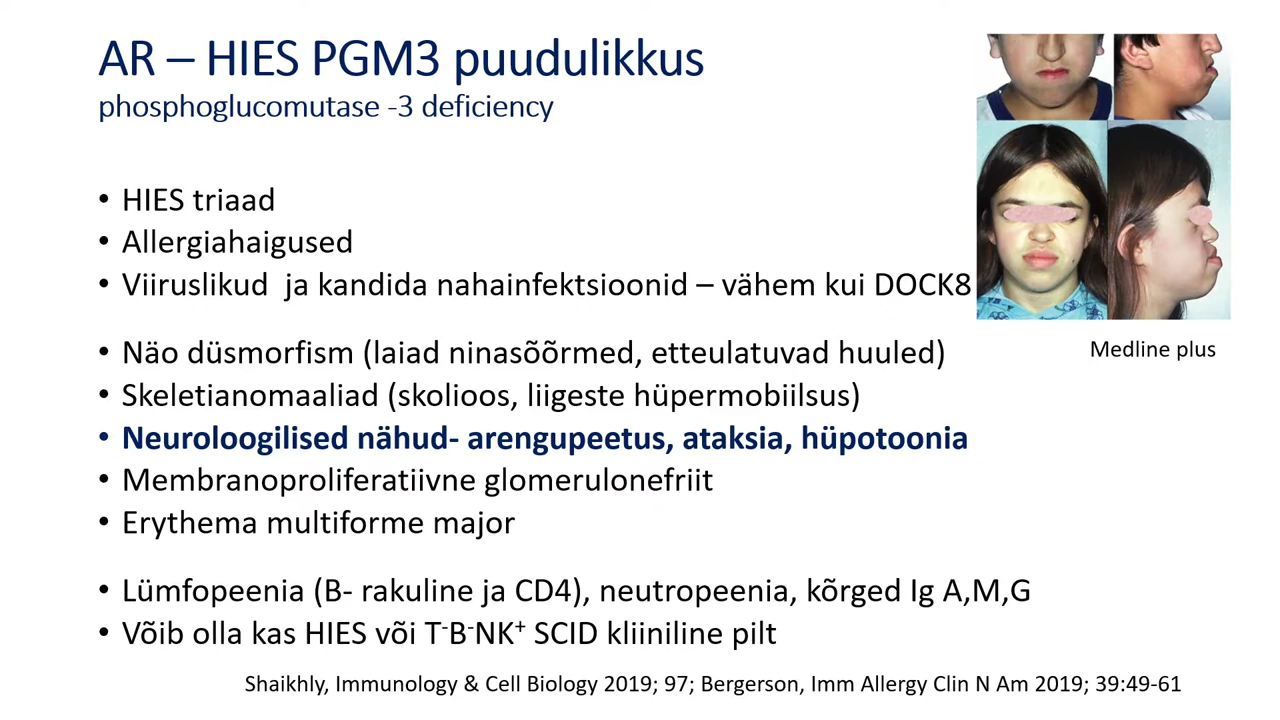 AR – HIES PGM3 puudulikkus
phosphoglucomutase -3 deficiency
• HIES triaad
• Allergiahaigused
• Viiruslikud ja kandida nahainfektsioonid – vähem kui DOCK8
• Näo düsmorfism (laiad ninasõõrmed, etteulatuvad huuled)
• Skeletianomaaliad (skolioos, liigeste hüpermobiilsus)
• Neuroloogilised nähud- arengupeetus, ataksia, hüpotoonia
• Membranoproliferatiivne glomerulonefriit
• Erythema multiforme major
• Lümfopeenia (B- rakuline ja CD4), neutropeenia, kõrged Ig A,M,G
• Võib olla kas HIES või T⁻B⁻NK⁺ SCID kliiniline pilt
Medline plus
Shaikhly, Immunology & Cell Biology 2019; 97; Bergerson, Imm Allergy Clin N Am 2019; 39:49-61